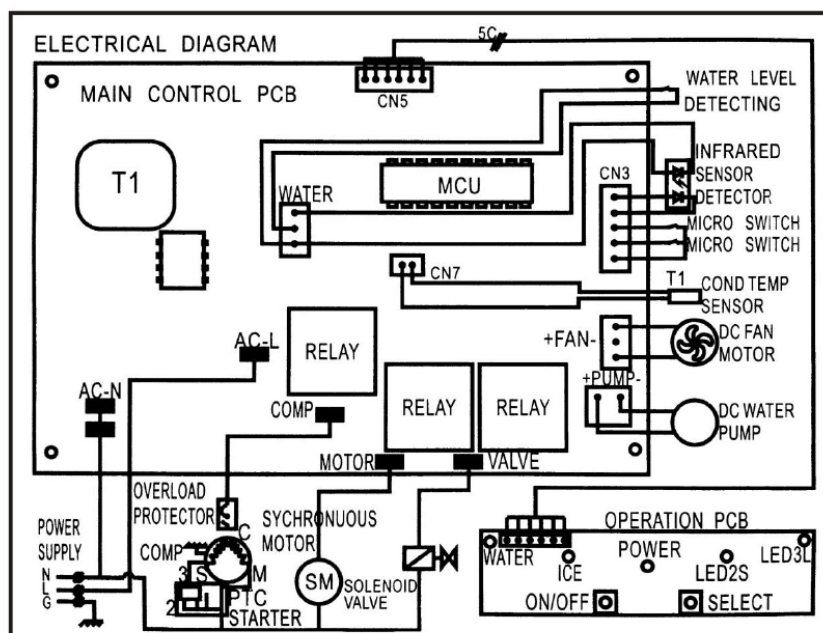 ELECTRICAL DIAGRAM
5C
MAIN CONTROL PCB
CN5
WATER LEVEL
DETECTING
T1
MCU
WATER
CN3
INFRARED
SENSOR
DETECTOR
MICRO SWITCH
MICRO SWITCH
CN7
T1
COND TEMP
SENSOR
AC-L
RELAY
+FAN-
DC FAN
MOTOR
AC-N
COMP
RELAY
RELAY
+PUMP-
DC WATER
PUMP
MOTOR
VALVE
OVERLOAD
PROTECTOR
C
SYCHRONUOUS
MOTOR
POWER
SUPPLY
COMP
3
S
M
N
L
G
2
PTC
STARTER
SM
SOLENOID
VALVE
OPERATION PCB
WATER
ICE
POWER
LED2S
LED3L
ON/OFF
SELECT